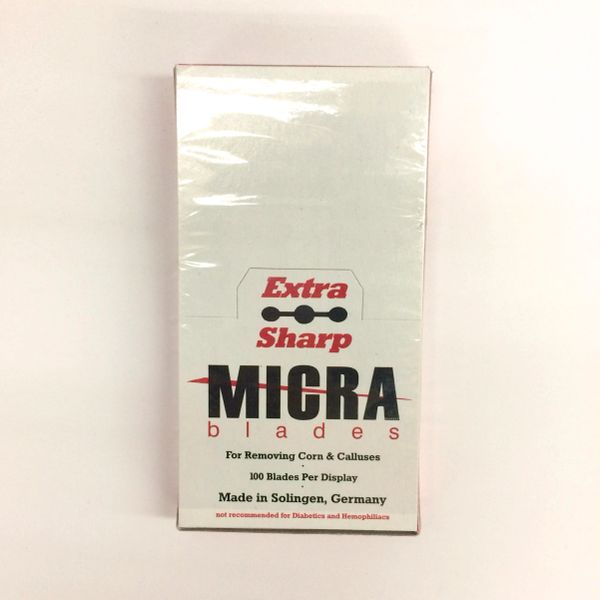 Extra
Sharp
MICRA
blades
For Removing Corn & Calluses
100 Blades Per Display
Made in Solingen, Germany
not recommended for Diabetics and Hemophiliacs